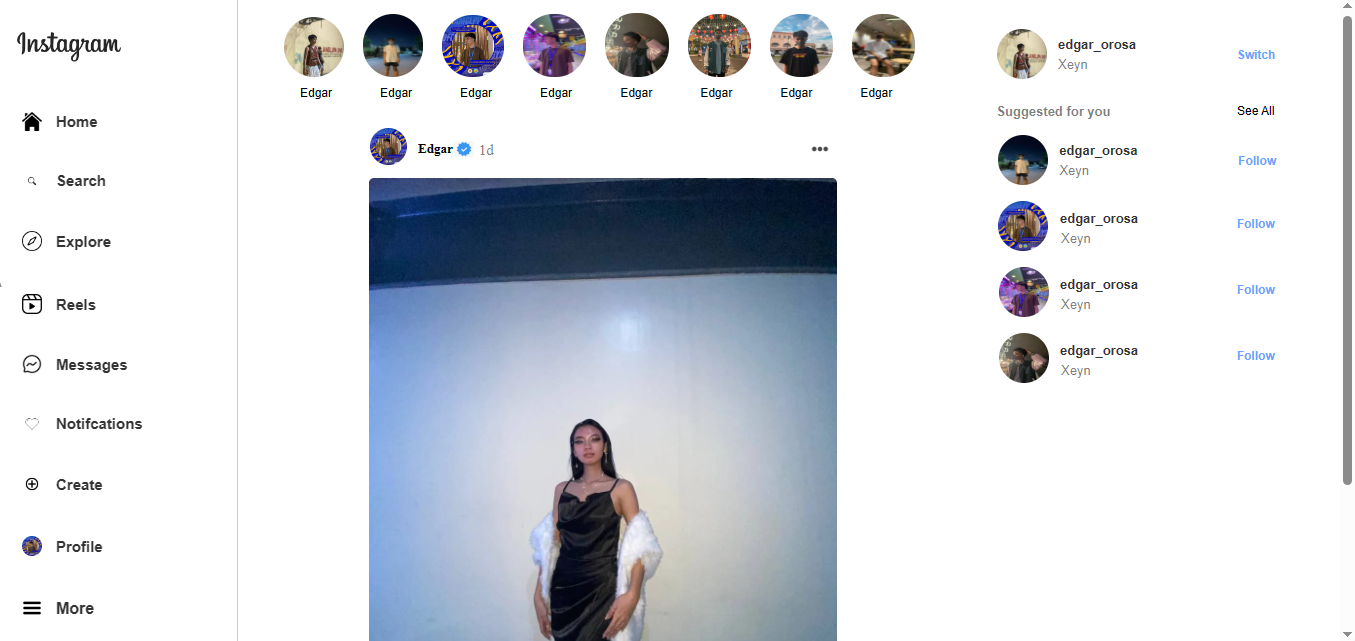 Instagram
Home
Search
Explore
Reels
Messages
Notifcations
Create
Profile
More
Edgar Edgar Edgar Edgar Edgar Edgar Edgar Edgar
Edgar 1d
edgar_orosa
Xeyn
Switch
Suggested for you See All
edgar_orosa
Xeyn
Follow
edgar_orosa
Xeyn
Follow
edgar_orosa
Xeyn
Follow
edgar_orosa
Xeyn
Follow